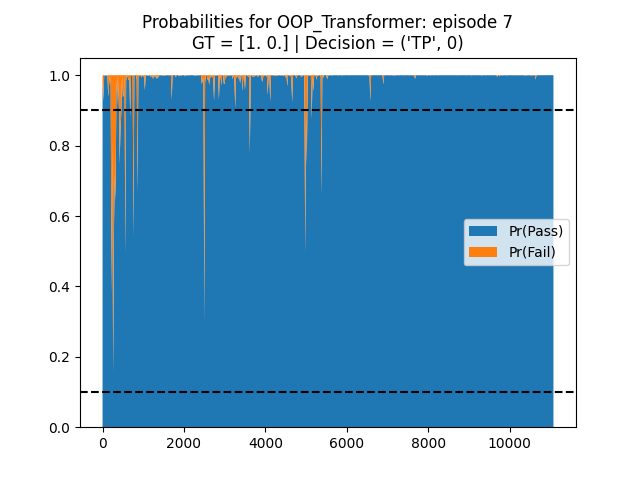 Probabilities for OOP_Transformer: episode 7
GT = [1. 0.] | Decision = ('TP', 0)
1.0
0.8
0.6
0.4
0.2
0.0
Pr(Pass)
Pr(Fail)
0 2000 4000 6000 8000 10000